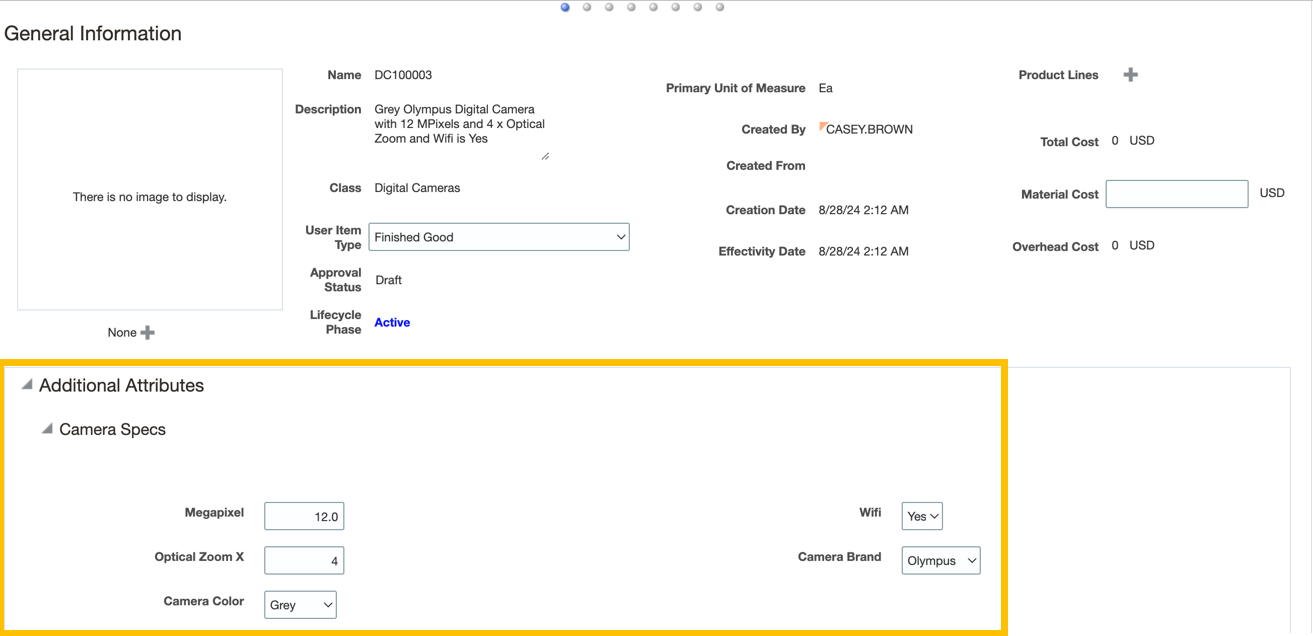 General Information
There is no image to display.
None
Name DC100003
Description Grey Olympus Digital Camera
with 12 MPixels and 4 x Optical
Zoom and Wifi is Yes
Class Digital Cameras
User Item
Type Finished Good
Approval
Status Draft
Lifecycle
Phase Active
Primary Unit of Measure Ea
Created By CASEY.BROWN
Created From
Creation Date 8/28/24 2:12 AM
Effectivity Date 8/28/24 2:12 AM
Product Lines
Total Cost 0 USD
Material Cost USD
Overhead Cost 0 USD
Additional Attributes
Camera Specs
Megapixel 12.0
Optical Zoom X 4
Camera Color Grey
Wifi Yes
Camera Brand Olympus